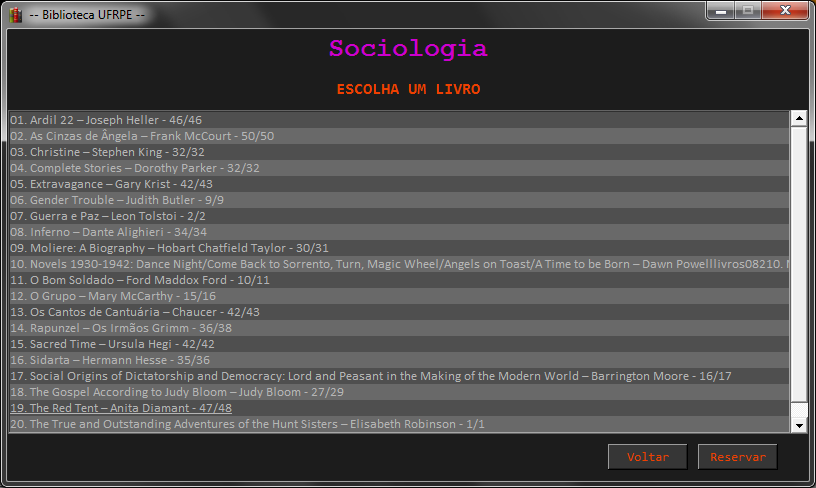 -- Biblioteca UFRPE --
Sociologia
ESCOLHA UM LIVRO
01. Ardil 22 – Joseph Heller - 46/46
02. As Cinzas de Ângela – Frank McCourt - 50/50
03. Christine – Stephen King - 32/32
04. Complete Stories – Dorothy Parker - 32/32
05. Extravagance – Gary Krist - 42/43
06. Gender Trouble – Judith Butler - 9/9
07. Guerra e Paz – Leon Tolstoi - 2/2
08. Inferno – Dante Alighieri - 34/34
09. Moliere: A Biography – Hobart Chatfield Taylor - 30/31
10. Novels 1930-1942: Dance Night/Come Back to Sorrento, Turn, Magic Wheel/Angels on Toast/A Time to be Born – Dawn Powelllivros08210.
11. O Bom Soldado – Ford Maddox Ford - 10/11
12. O Grupo – Mary McCarthy - 15/16
13. Os Cantos de Cantuária – Chaucer - 42/43
14. Rapunzel – Os Irmãos Grimm - 36/38
15. Sacred Time – Ursula Hegi - 42/42
16. Sidarta – Hermann Hesse - 35/36
17. Social Origins of Dictatorship and Democracy: Lord and Peasant in the Making of the Modern World – Barrington Moore - 16/17
18. The Gospel According to Judy Bloom – Judy Bloom - 27/29
19. The Red Tent – Anita Diamant - 47/48
20. The True and Outstanding Adventures of the Hunt Sisters – Elisabeth Robinson - 1/1
Voltar Reservar